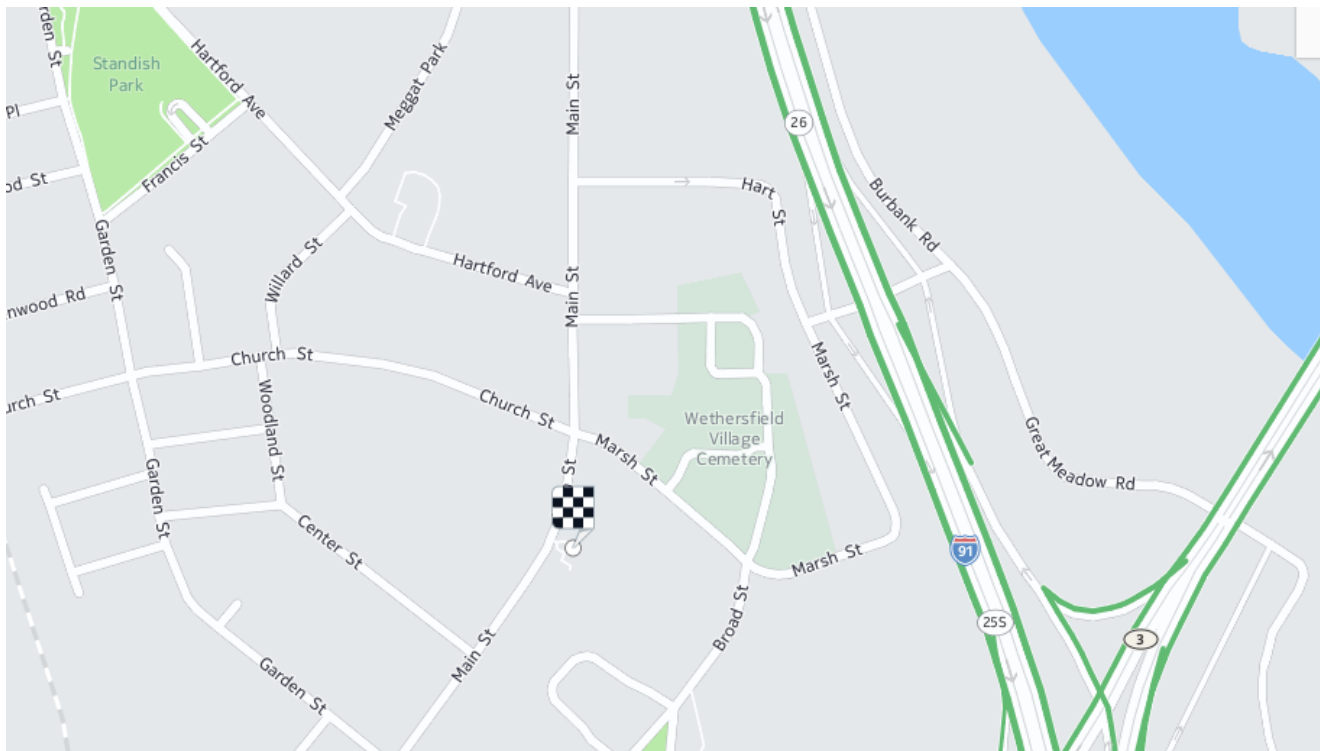 rden St
Hartford Ave
Meggat Park
Main St
Standish
Park
26
Pl
Francis St
od St
Hart St
Burbank Rd
Garden St
Willard St
Hartford Ave
Main St
nwood Rd
Church St
Marsh St
urch St
Woodland St
Church St
Wethersfield
Village
Cemetery
Marsh St
Great Meadow Rd
St
Garden St
Center St
Marsh St
91
Broad St
25S
3
Main St
Garden St